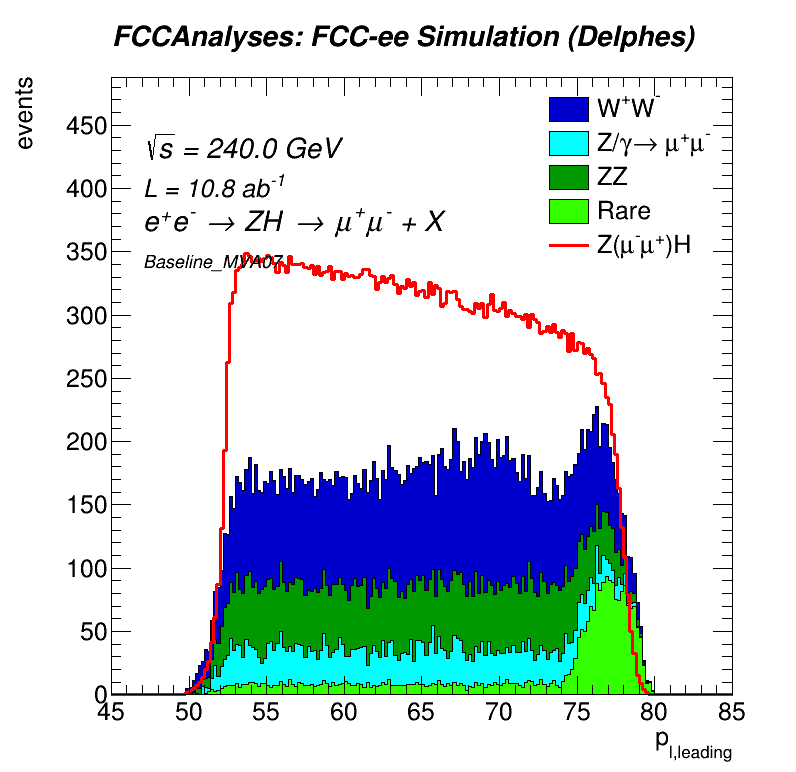 FCCAnalyses: FCC-ee Simulation (Delphes)
events
√s = 240.0 GeV
L = 10.8 ab⁻¹
e⁺e⁻ → ZH → μ⁺μ⁻ + X
Baseline_MVA07
W⁺W⁻
Z/γ→ μ⁺μ⁻
ZZ
Rare
Z(μ⁻μ⁺)H
450
400
350
300
250
200
150
100
50
0
45 50 55 60 65 70 75 80 85
p_l,leading